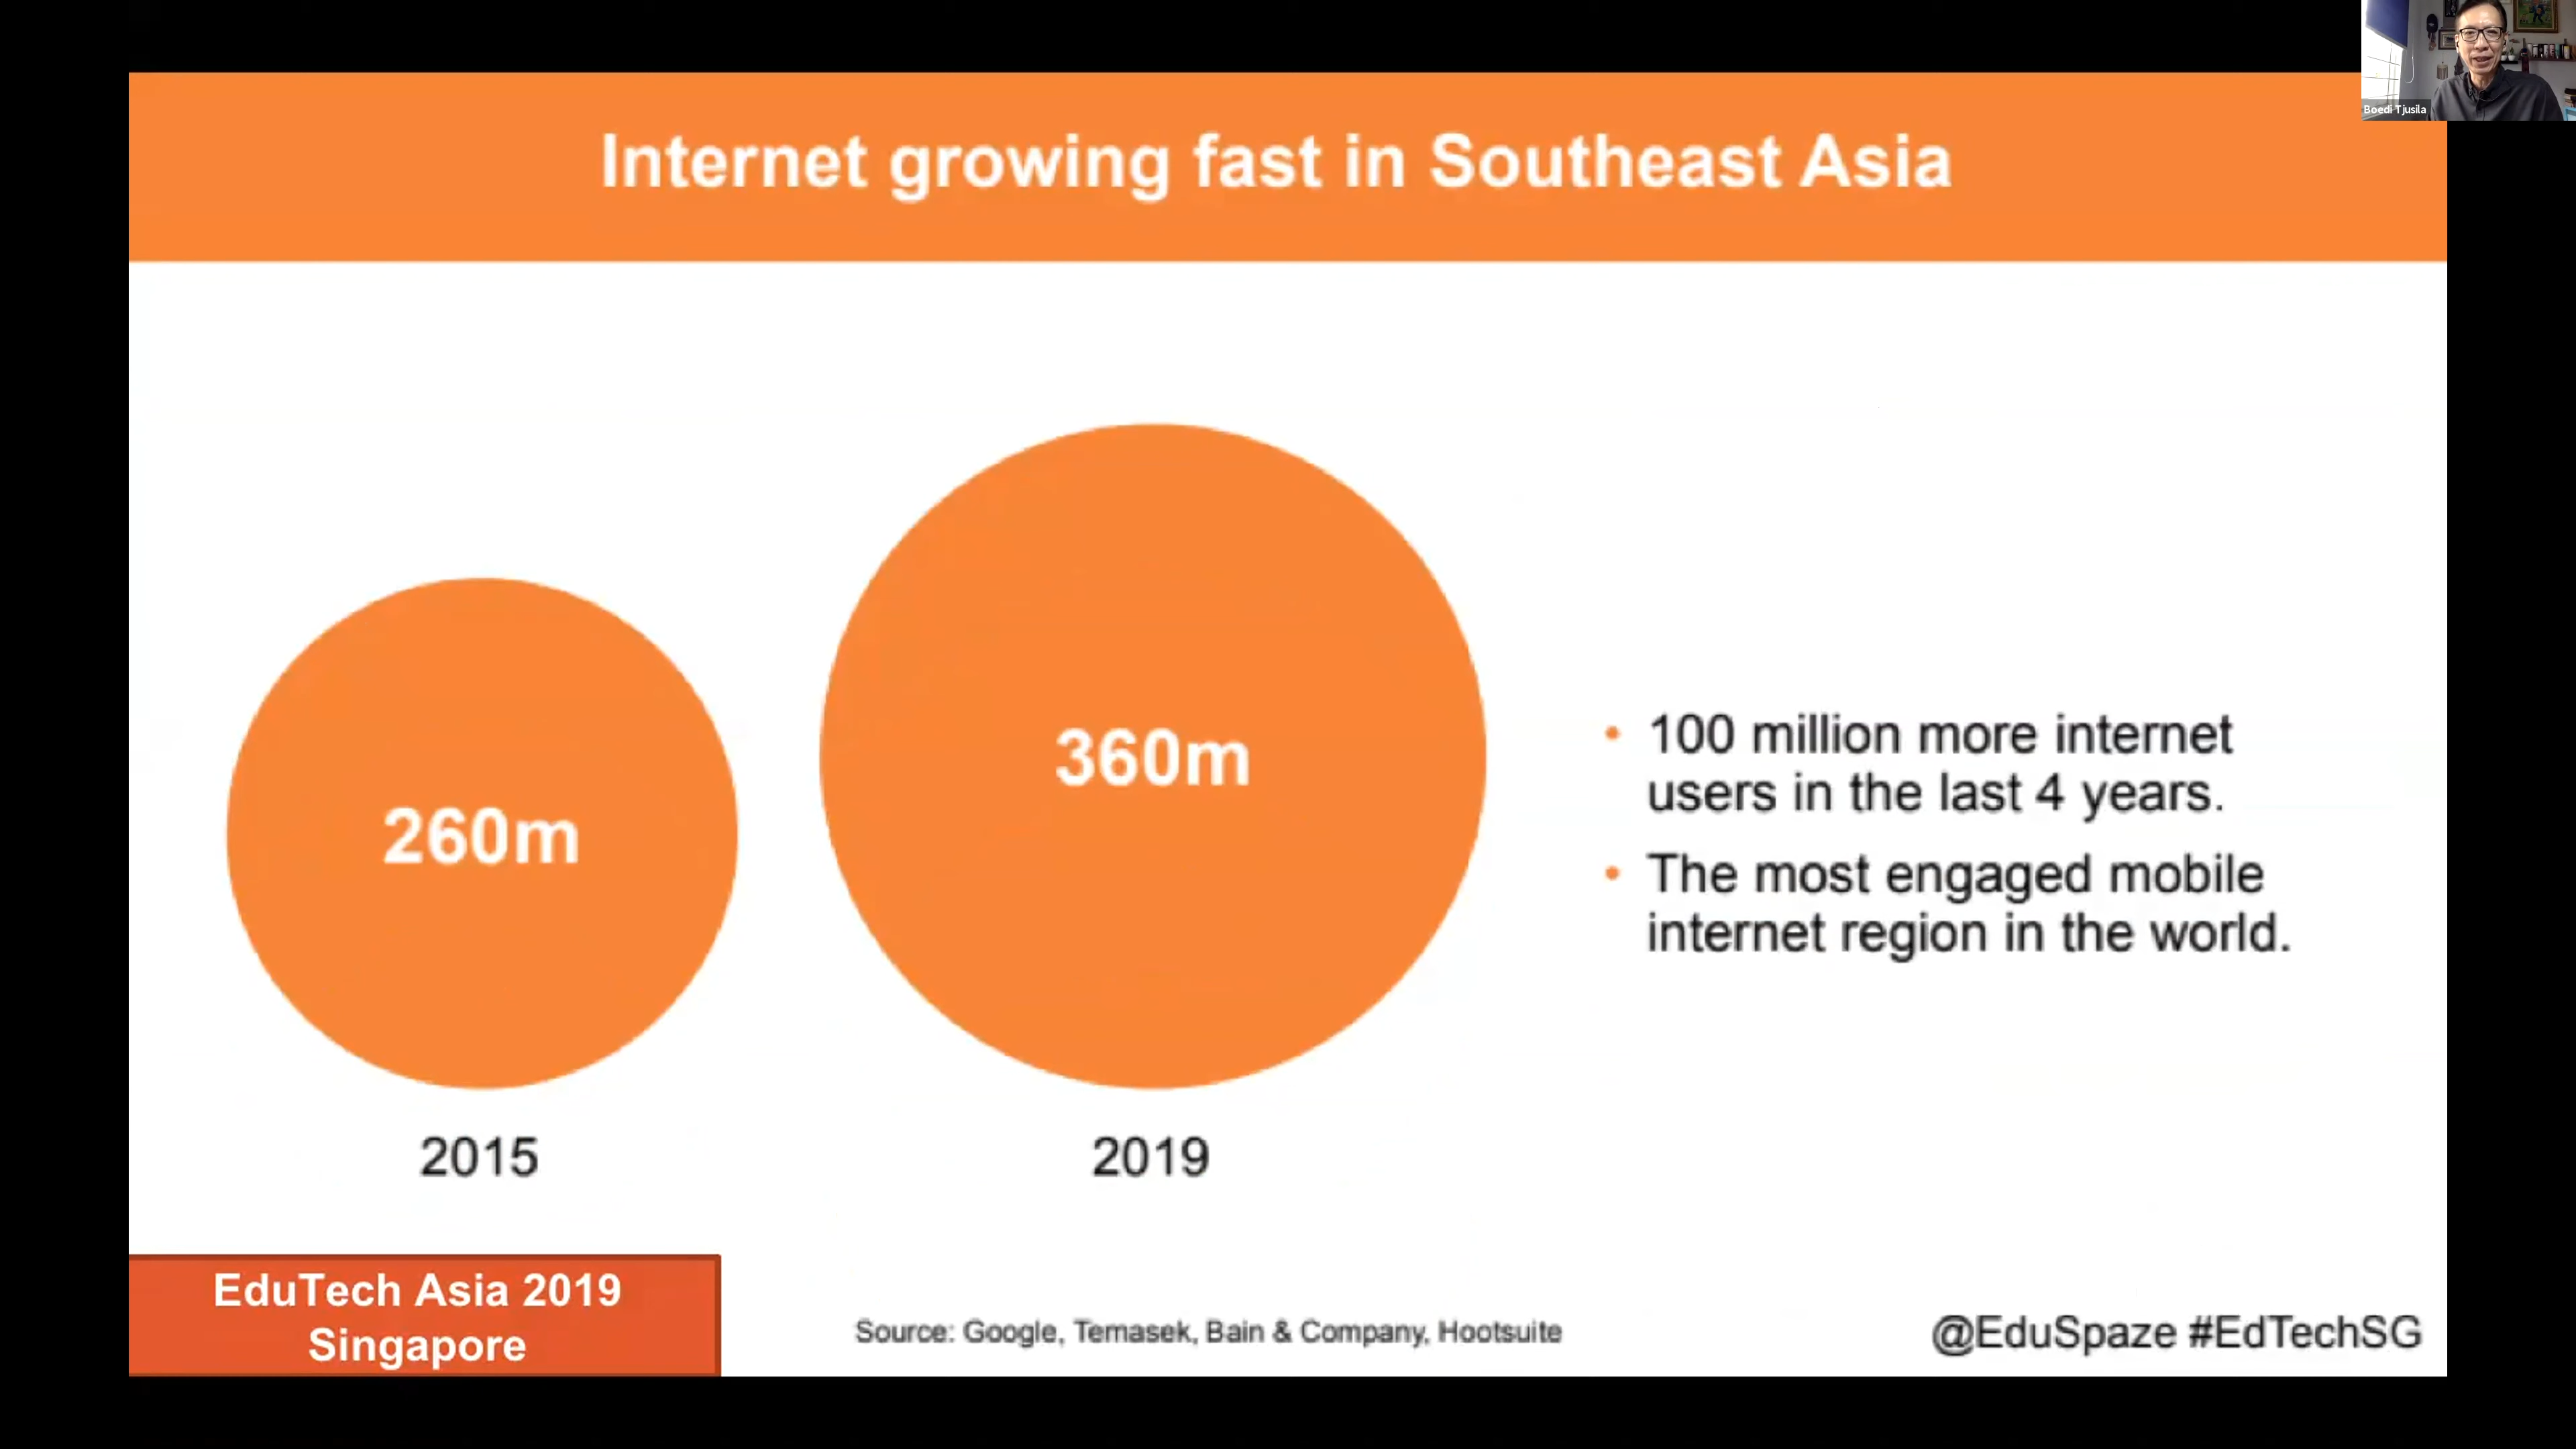 Boedi Tjusila
Internet growing fast in Southeast Asia
260m
360m
2015
2019
• 100 million more internet
users in the last 4 years.
• The most engaged mobile
internet region in the world.
EduTech Asia 2019
Singapore
Source: Google, Temasek, Bain & Company, Hootsuite
@EduSpaze #EdTechSG